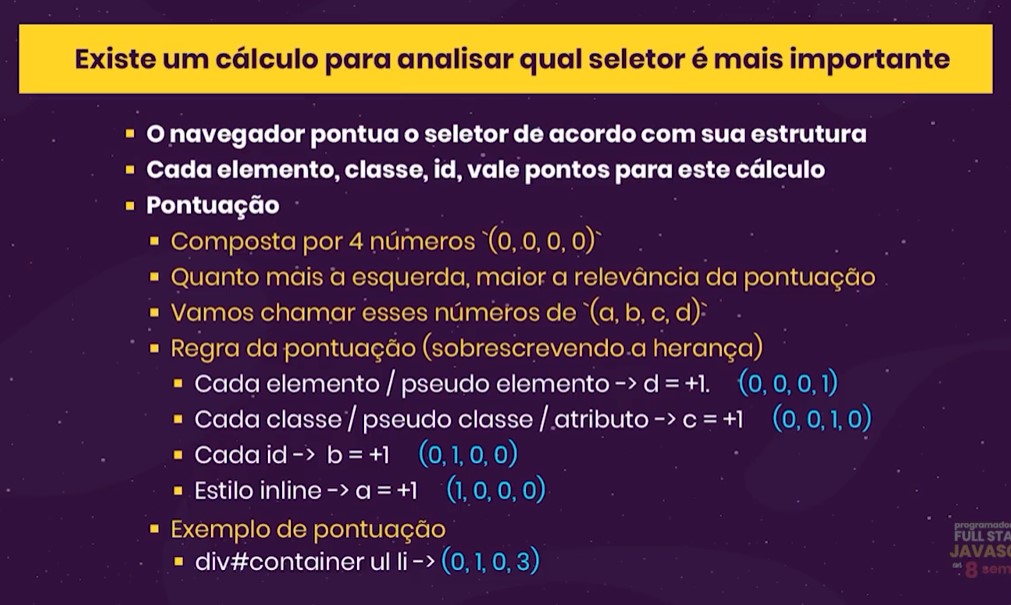 Existe um cálculo para analisar qual seletor é mais importante
O navegador pontua o seletor de acordo com sua estrutura
Cada elemento, classe, id, vale pontos para este cálculo
Pontuação
Composta por 4 números `(0, 0, 0, 0)`
Quanto mais a esquerda, maior a relevância da pontuação
Vamos chamar esses números de `(a, b, c, d)`
Regra da pontuação (sobrescrevendo a herança)
Cada elemento / pseudo elemento -> d = +1. (0, 0, 0, 1)
Cada classe / pseudo classe / atributo -> c = +1 (0, 0, 1, 0)
Cada id -> b = +1 (0, 1, 0, 0)
Estilo inline -> a = +1 (1, 0, 0, 0)
Exemplo de pontuação
div#container ul li -> (0, 1, 0, 3)
programador
FULL STA
JAVASC
8 sem